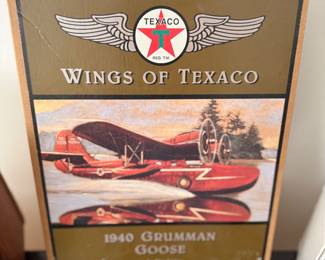 TEXACO
T
REG TM
WINGS OF TEXACO
1940 GRUMMAN
GOOSE